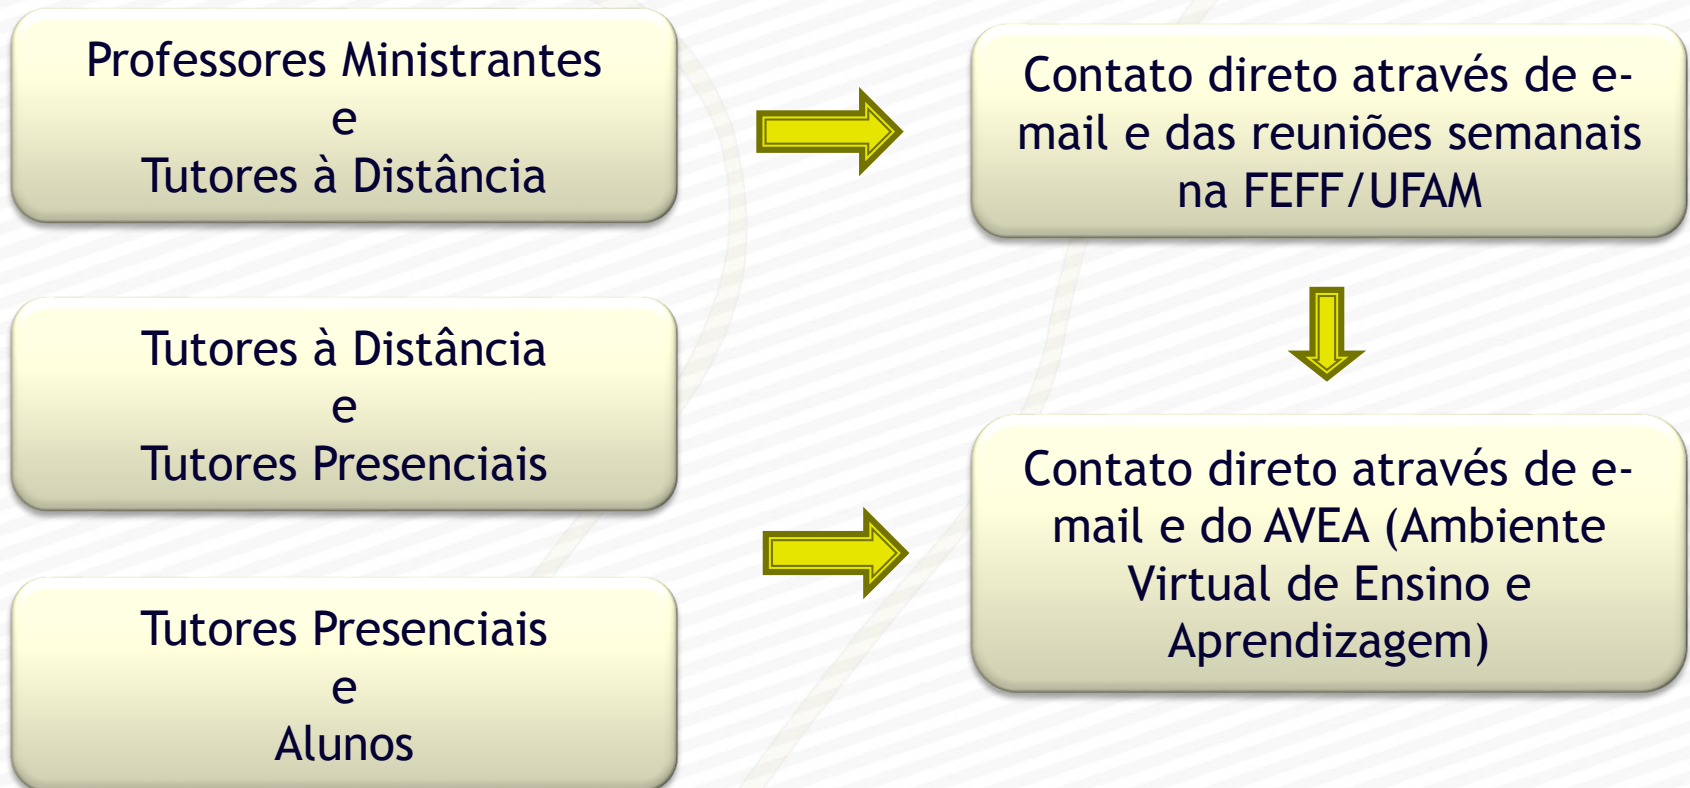 Professores Ministrantes
e
Tutores à Distância
Contato direto através de e-
mail e das reuniões semanais
na FEFF/UFAM
Tutores à Distância
e
Tutores Presenciais
Contato direto através de e-
mail e do AVEA (Ambiente
Virtual de Ensino e
Aprendizagem)
Tutores Presenciais
e
Alunos